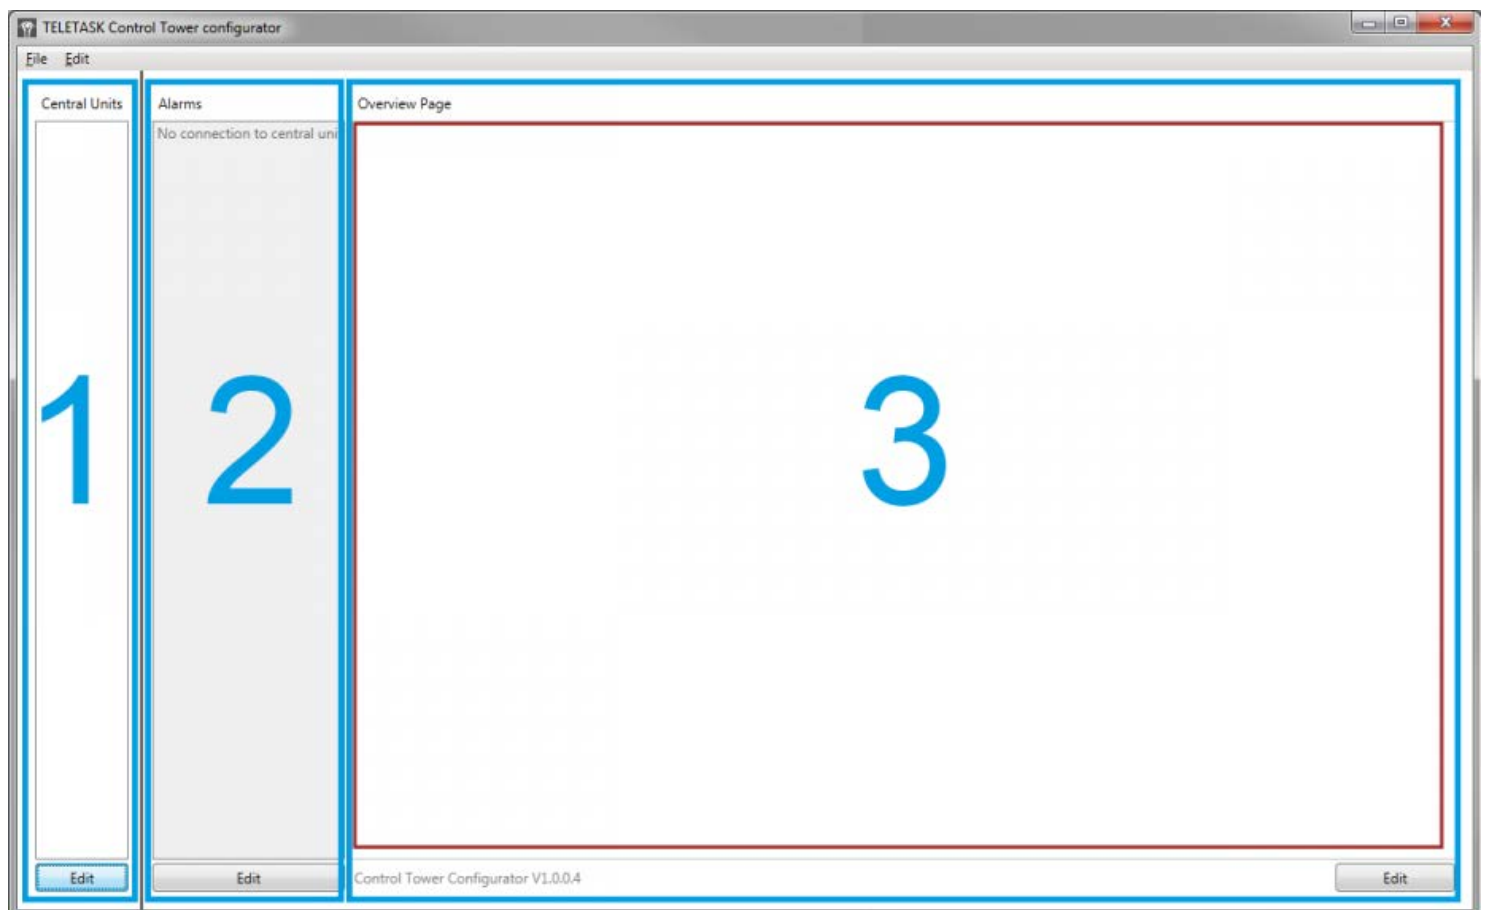 TELETASK Control Tower configurator
File Edit
Central Units
Alarms
Overview Page
No connection to central uni
1
2
3
Edit
Edit
Control Tower Configurator V1.0.0.4
Edit